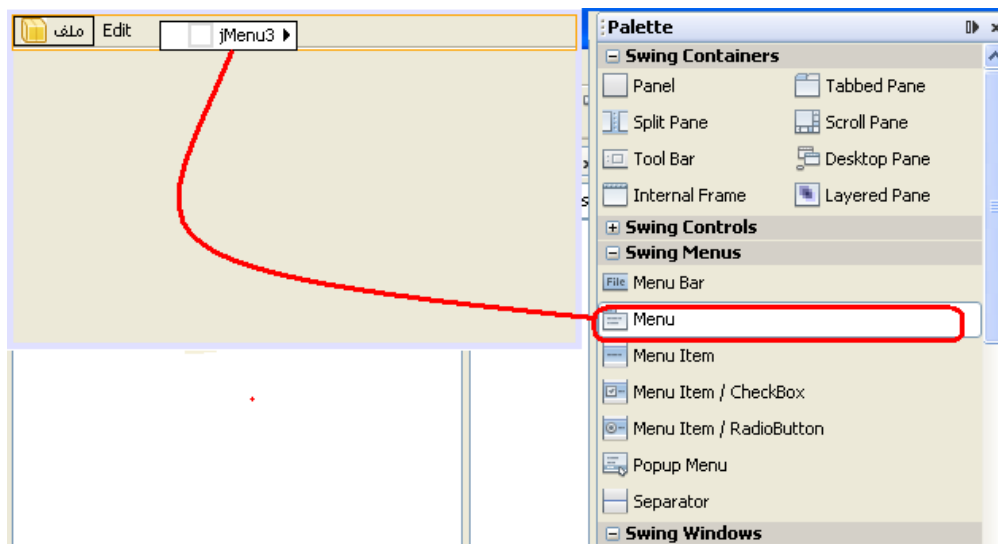 ملف Edit jMenu3
Palette
Swing Containers
Panel Tabbed Pane
Split Pane Scroll Pane
Tool Bar Desktop Pane
Internal Frame Layered Pane
Swing Controls
Swing Menus
File Menu Bar
Menu
Menu Item
Menu Item / CheckBox
Menu Item / RadioButton
Popup Menu
Separator
Swing Windows